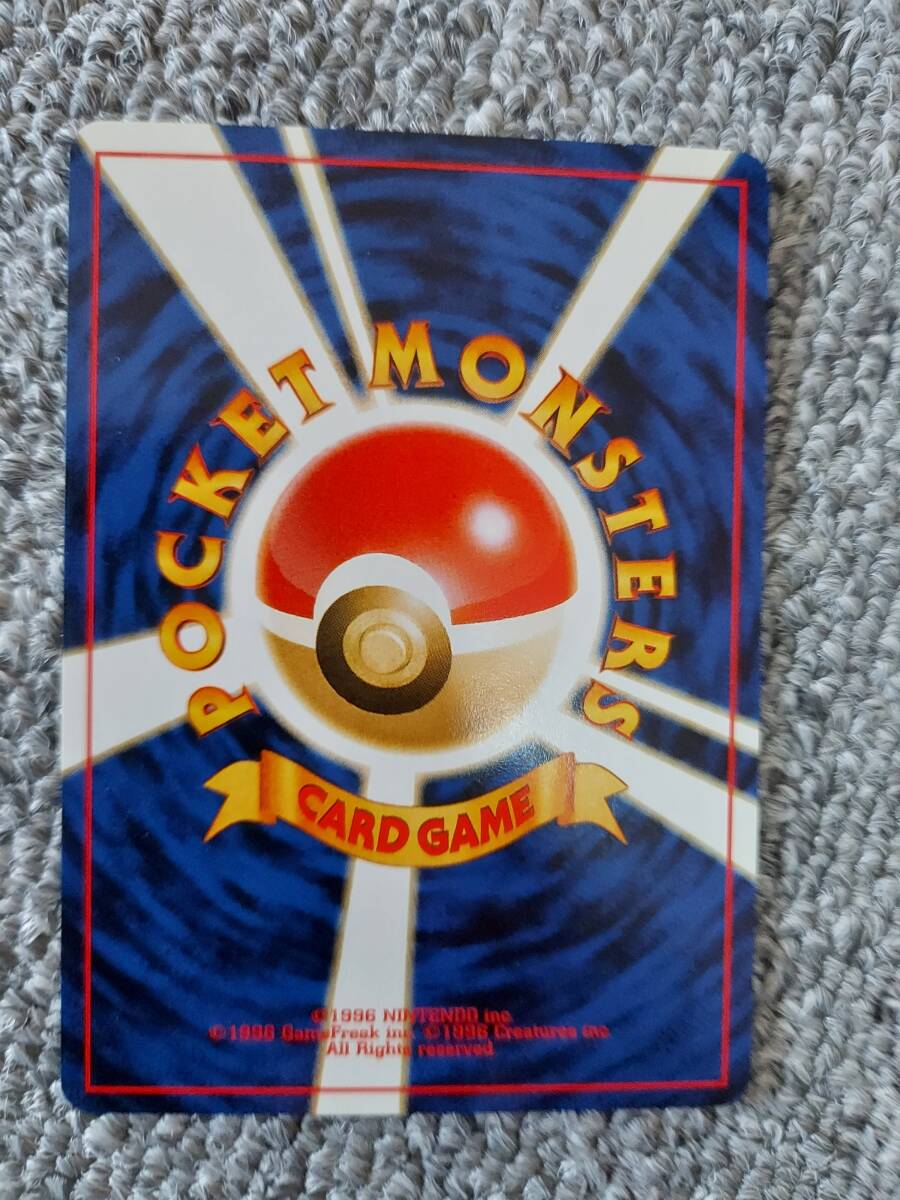 POCKET MONSTERS
CARD GAME
©1996 NINTENDO inc
©1996 GameFreak inc. ©1996 Creatures inc
All Rights reserved